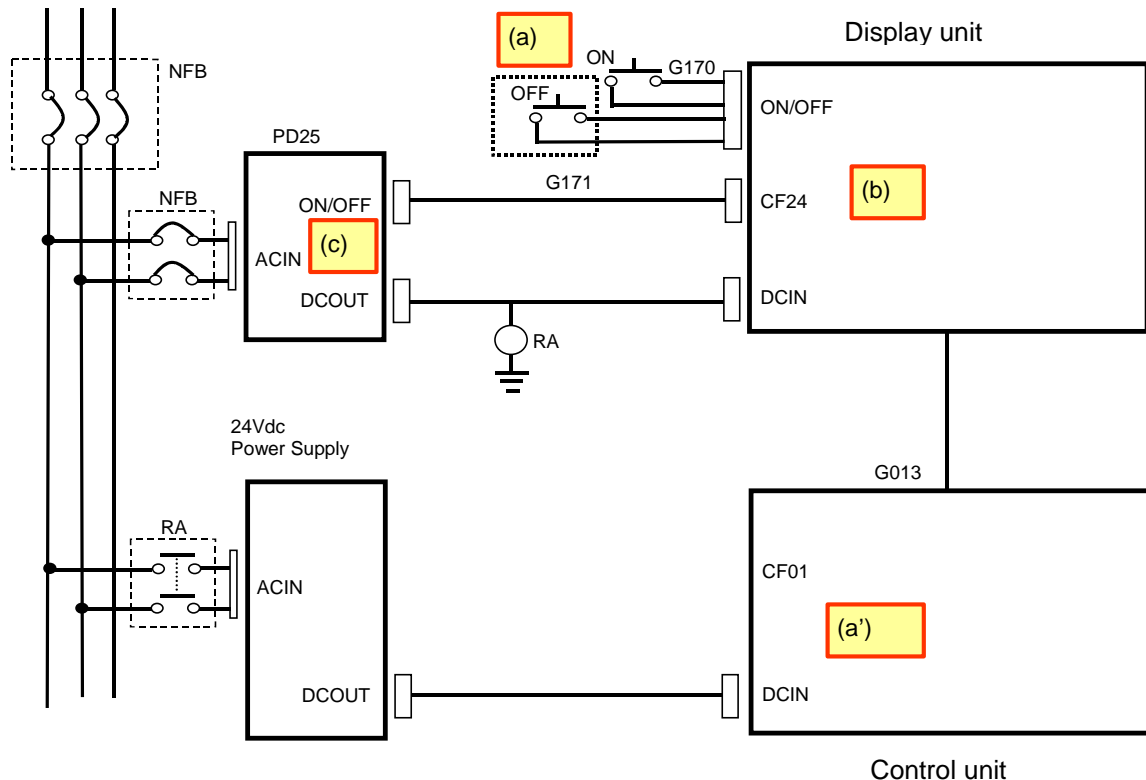 (a)
Display unit
NFB
ON
G170
OFF
ON/OFF
PD25
NFB
G171
ON/OFF
(c)
ACIN
DCOUT
CF24
(b)
DCIN
RA
24Vdc
Power Supply
G013
RA
ACIN
CF01
(a’)
DCOUT
DCIN
Control unit